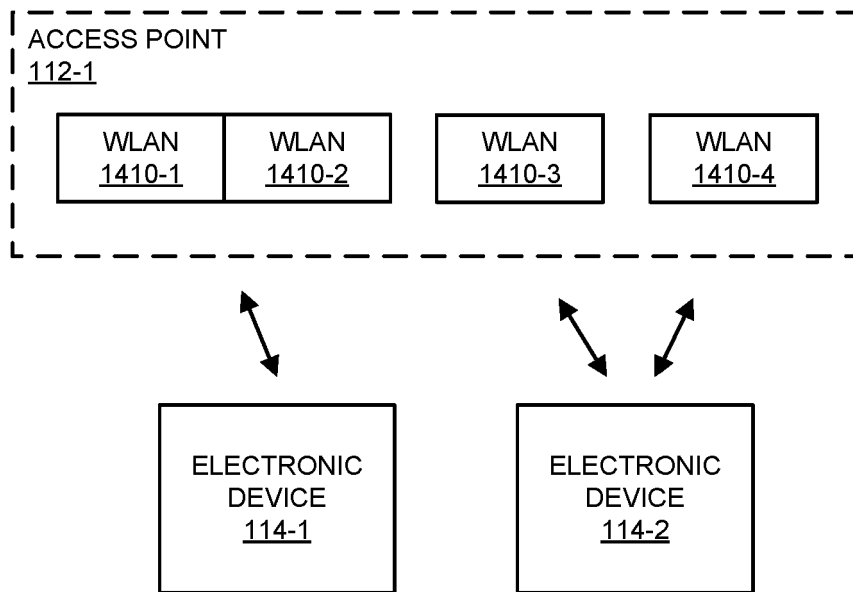 ACCESS POINT
112-1
WLAN
1410-1
WLAN
1410-2
WLAN
1410-3
WLAN
1410-4
ELECTRONIC
DEVICE
114-1
ELECTRONIC
DEVICE
114-2